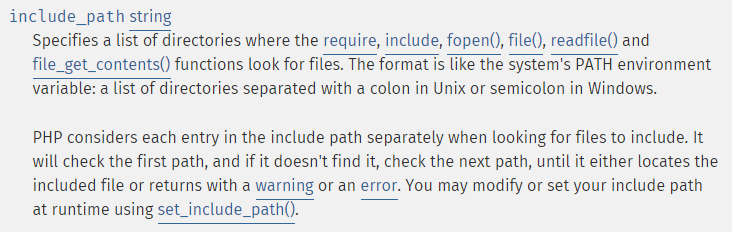 include_path string
Specifies a list of directories where the require, include, fopen(), file(), readfile() and
file_get_contents() functions look for files. The format is like the system's PATH environment
variable: a list of directories separated with a colon in Unix or semicolon in Windows.
PHP considers each entry in the include path separately when looking for files to include. It
will check the first path, and if it doesn't find it, check the next path, until it either locates the
included file or returns with a warning or an error. You may modify or set your include path
at runtime using set_include_path().